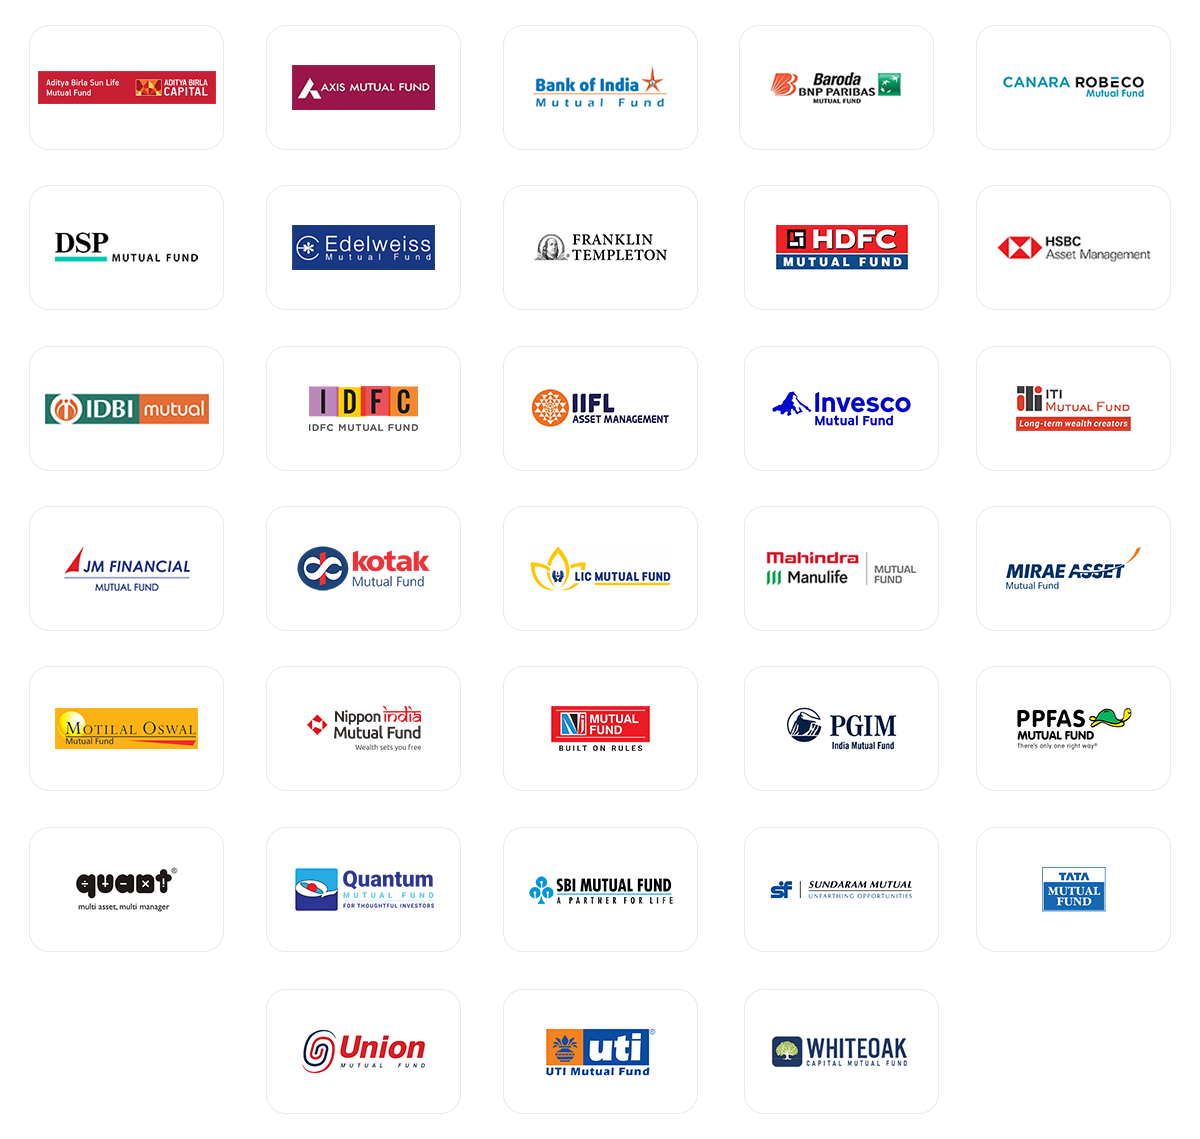 Aditya Birla Sun Life
Mutual Fund
ADITYA BIRLA
CAPITAL
AXIS MUTUAL FUND
Bank of India
Mutual Fund
Baroda
BNP PARIBAS
MUTUAL FUND
CANARA ROBECO
Mutual Fund
DSP
MUTUAL FUND
Edelweiss
Mutual Fund
FRANKLIN
TEMPLETON
HDFC
MUTUAL FUND
HSBC
Asset Management
IDBI mutual
IDFC
IDFC MUTUAL FUND
IIFL
ASSET MANAGEMENT
Invesco
Mutual Fund
ITI
MUTUAL FUND
Long-term wealth creators
JM FINANCIAL
MUTUAL FUND
kotak
Mutual Fund
LIC MUTUAL FUND
Mahindra
Manulife
MUTUAL
FUND
MIRAE ASSET
Mutual Fund
MOTILAL OSWAL
Mutual Fund
Nippon india
Mutual Fund
Wealth sets you free
NJ MUTUAL
FUND
BUILT ON RULES
PGIM
India Mutual Fund
PPFAS
MUTUAL FUND
There's only one right way®
quant®
multi asset, multi manager
Quantum
MUTUAL FUND
FOR THOUGHTFUL INVESTORS
SBI MUTUAL FUND
A PARTNER FOR LIFE
sf
SUNDARAM MUTUAL
UNEARTHING OPPORTUNITIES
TATA
MUTUAL
FUND
Union
MUTUAL FUND
uti®
UTI Mutual Fund
WHITEOAK
CAPITAL MUTUAL FUND